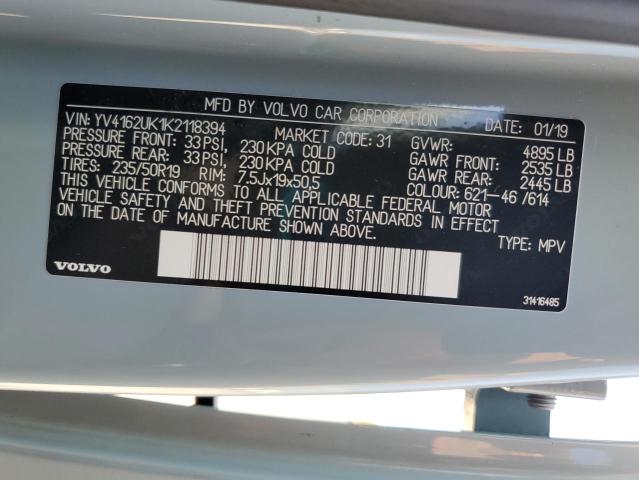 MFD BY VOLVO CAR CORPORATION
VIN: YV4162UK1K2118394 MARKET CODE: 31 DATE: 01/19
PRESSURE FRONT: 33PSI, 230KPA COLD GVWR: 4895 LB
PRESSURE REAR: 33PSI, 230KPA COLD GAWR FRONT: 2535 LB
TIRES: 235/50R19 RIM: 7.5Jx19x50,5 GAWR REAR: 2445 LB
THIS VEHICLE CONFORMS TO ALL APPLICABLE FEDERAL MOTOR COLOUR: 621-46 /614
VEHICLE SAFETY AND THEFT PREVENTION STANDARDS IN EFFECT
ON THE DATE OF MANUFACTURE SHOWN ABOVE. TYPE: MPV
VOLVO 31416485